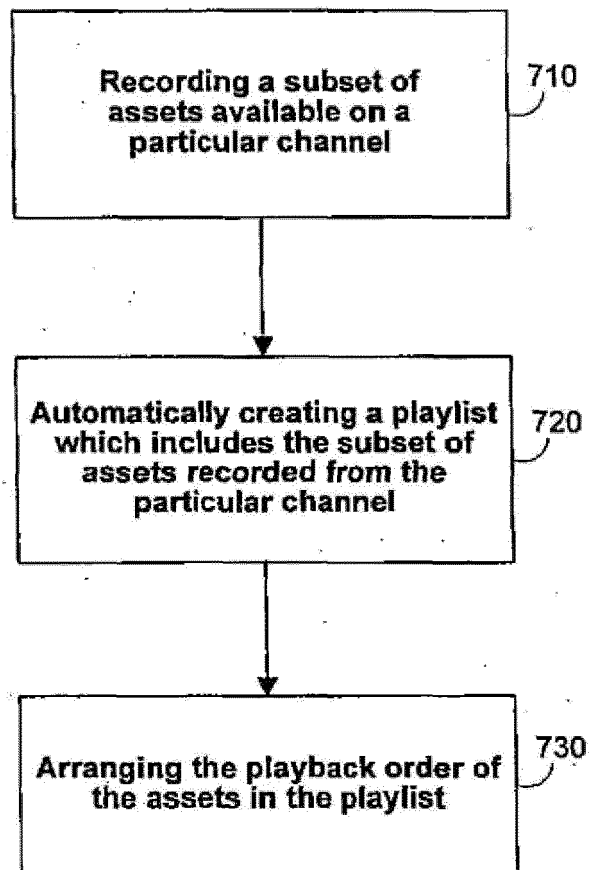 Recording a subset of
assets available on a
particular channel
710
Automatically creating a playlist
which includes the subset of
assets recorded from the
particular channel
720
Arranging the playback order of
the assets in the playlist
730